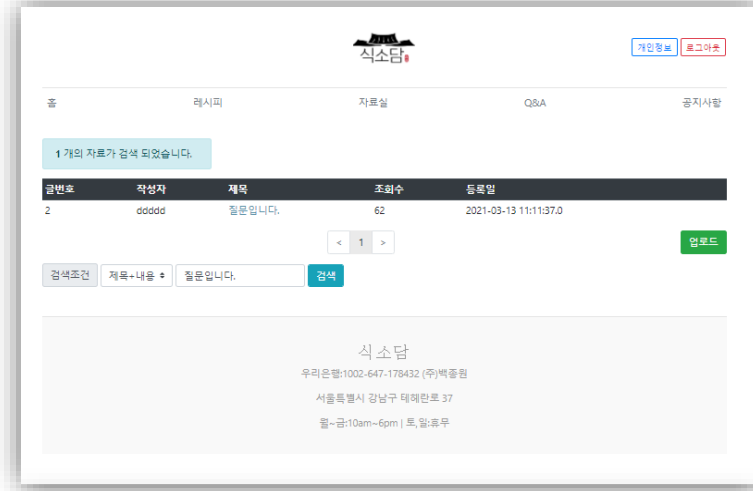 식소담
개인정보 로그아웃
홈 레시피 자료실 Q&A 공지사항
1 개의 자료가 검색 되었습니다.
글번호 작성자 제목 조회수 등록일
2 ddddd 질문입니다. 62 2021-03-13 11:11:37.0
< 1 >
업로드
검색조건 제목+내용 질문입니다. 검색
식소담
우리은행:1002-647-178432 (주)백종원
서울특별시 강남구 테헤란로 37
월~금:10am~6pm | 토,일:휴무